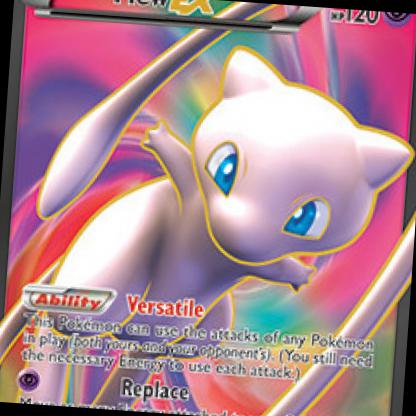 Mew EX HP120
Ability Versatile
This Pokémon can use the attacks of any Pokémon
in play (both yours and your opponent's). (You still need
the necessary Energy to use each attack.)
Replace